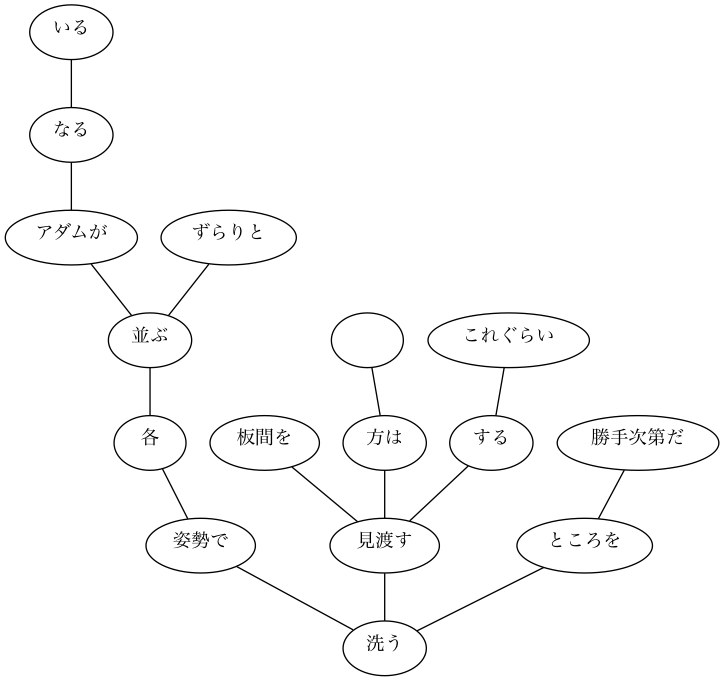 いる
なる
アダムが
ずらりと
並ぶ
これぐらい
各
板間を
方は
する
勝手次第だ
姿勢で
見渡す
ところを
洗う